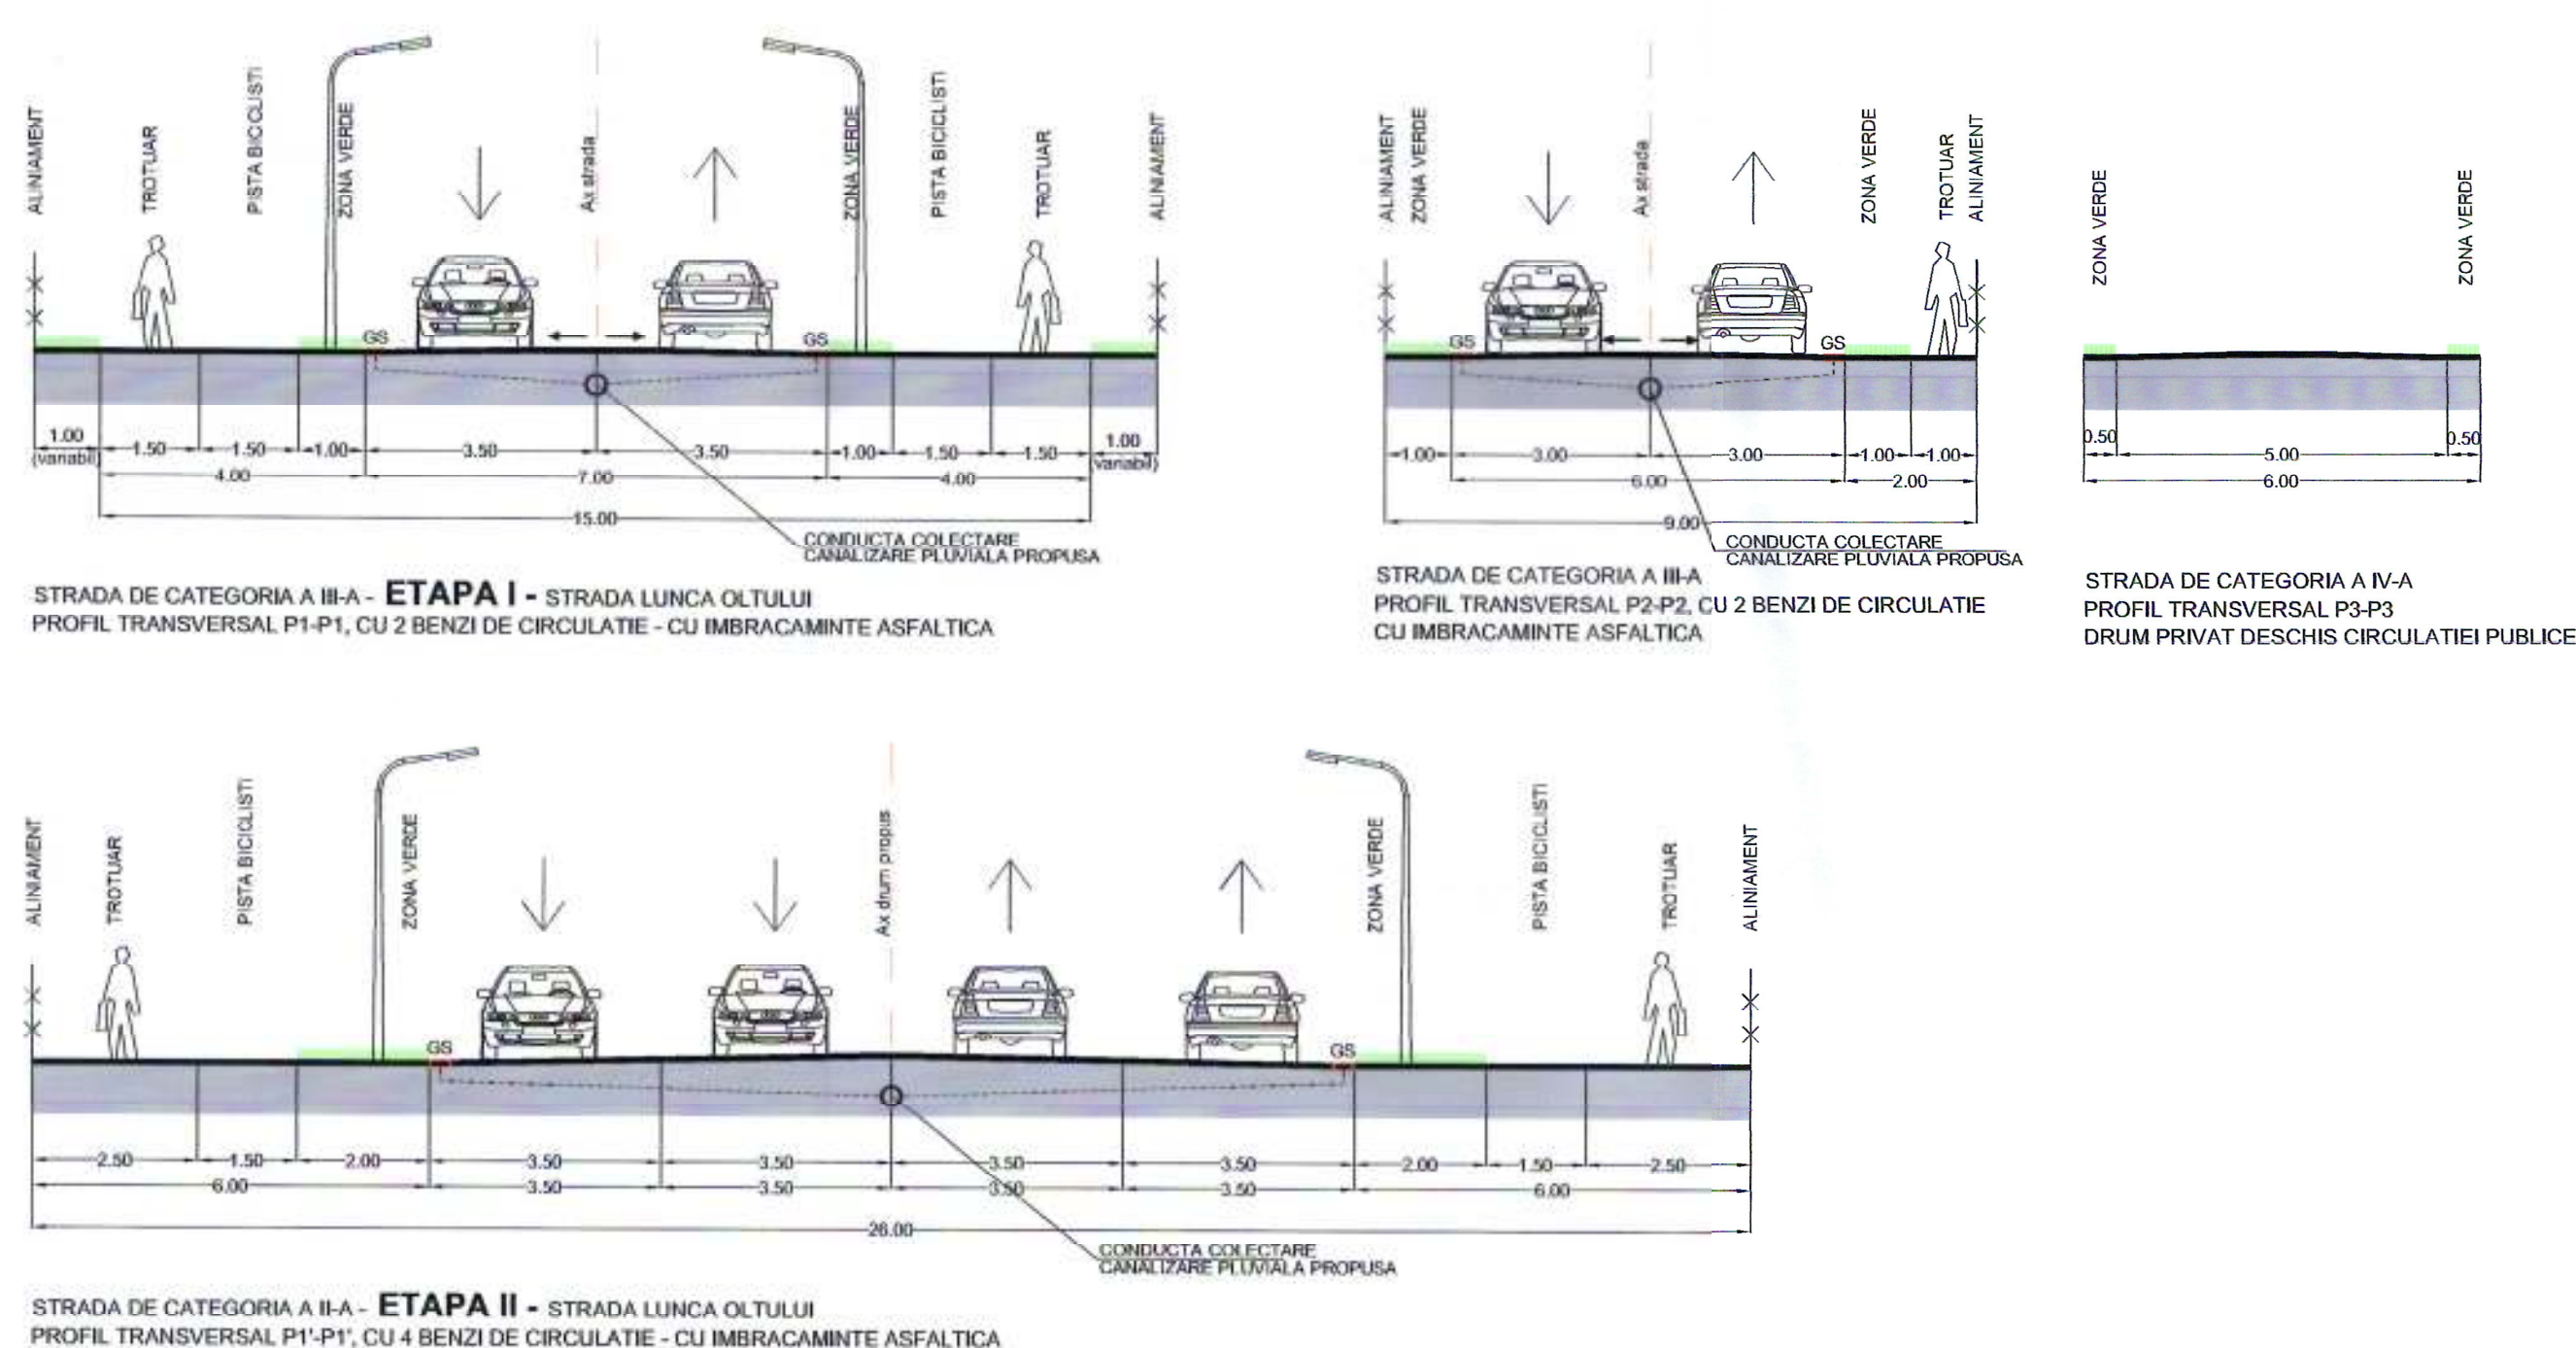 ALINIAMENT
TROTUAR
PISTA BICICLISTI
ZONA VERDE
Ax strada
ZONA VERDE
PISTA BICICLISTI
TROTUAR
ALINIAMENT
GS
GS
1.00
(variabil)
1.50
1.50
1.00
3.50
3.50
1.00
1.50
1.50
1.00
(variabil)
4.00
7.00
4.00
15.00
CONDUCTA COLECTARE
CANALIZARE PLUVIALA PROPUSA
STRADA DE CATEGORIA A III-A - ETAPA I - STRADA LUNCA OLTULUI
PROFIL TRANSVERSAL P1-P1, CU 2 BENZI DE CIRCULATIE - CU IMBRACAMINTE ASFALTICA
ALINIAMENT
ZONA VERDE
Ax strada
ZONA VERDE
TROTUAR
ALINIAMENT
GS
GS
1.00
3.00
3.00
1.00
1.00
6.00
2.00
9.00
CONDUCTA COLECTARE
CANALIZARE PLUVIALA PROPUSA
STRADA DE CATEGORIA A III-A
PROFIL TRANSVERSAL P2-P2, CU 2 BENZI DE CIRCULATIE
CU IMBRACAMINTE ASFALTICA
ZONA VERDE
ZONA VERDE
0.50
5.00
0.50
6.00
STRADA DE CATEGORIA A IV-A
PROFIL TRANSVERSAL P3-P3
DRUM PRIVAT DESCHIS CIRCULATIEI PUBLICE
ALINIAMENT
TROTUAR
PISTA BICICLISTI
ZONA VERDE
Ax drum propus
ZONA VERDE
PISTA BICICLISTI
TROTUAR
ALINIAMENT
GS
GS
2.50
1.50
2.00
3.50
3.50
3.50
3.50
2.00
1.50
2.50
6.00
3.50
3.50
3.50
3.50
6.00
26.00
CONDUCTA COLECTARE
CANALIZARE PLUVIALA PROPUSA
STRADA DE CATEGORIA A II-A - ETAPA II - STRADA LUNCA OLTULUI
PROFIL TRANSVERSAL P1'-P1', CU 4 BENZI DE CIRCULATIE - CU IMBRACAMINTE ASFALTICA